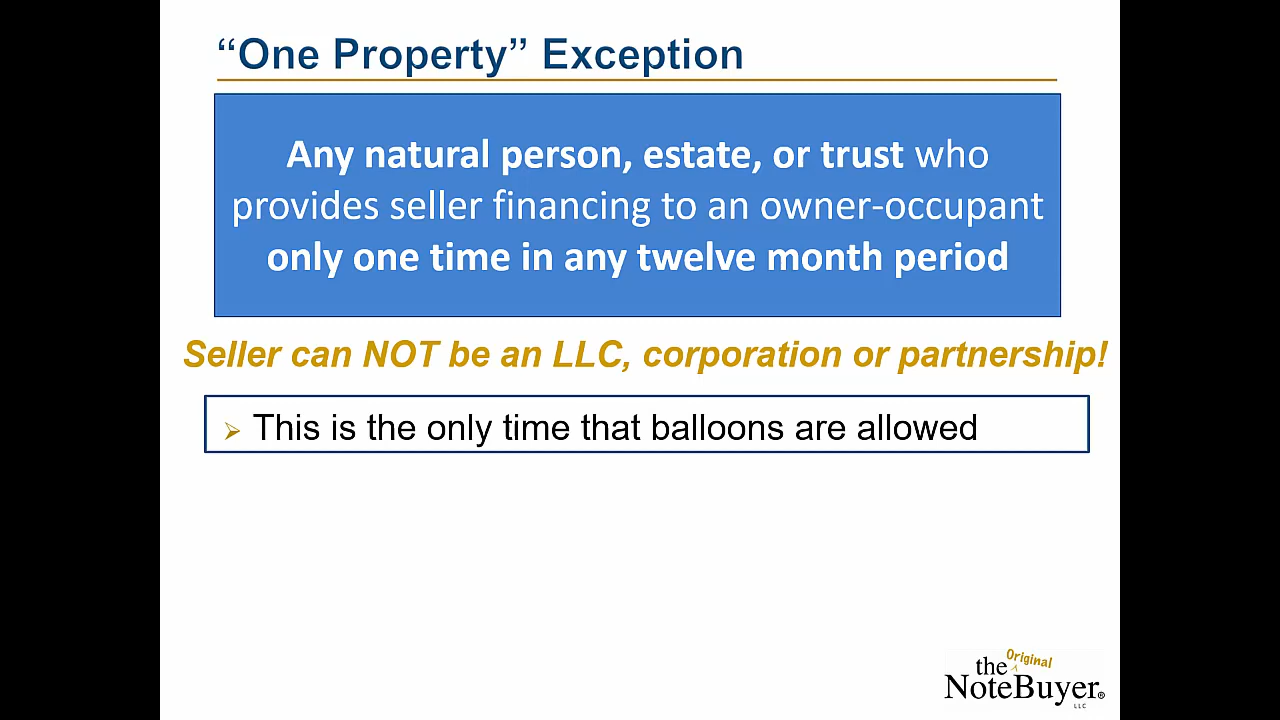 “One Property” Exception
Any natural person, estate, or trust who
provides seller financing to an owner-occupant
only one time in any twelve month period
Seller can NOT be an LLC, corporation or partnership!
This is the only time that balloons are allowed
Original
the
NoteBuyer®
LLC